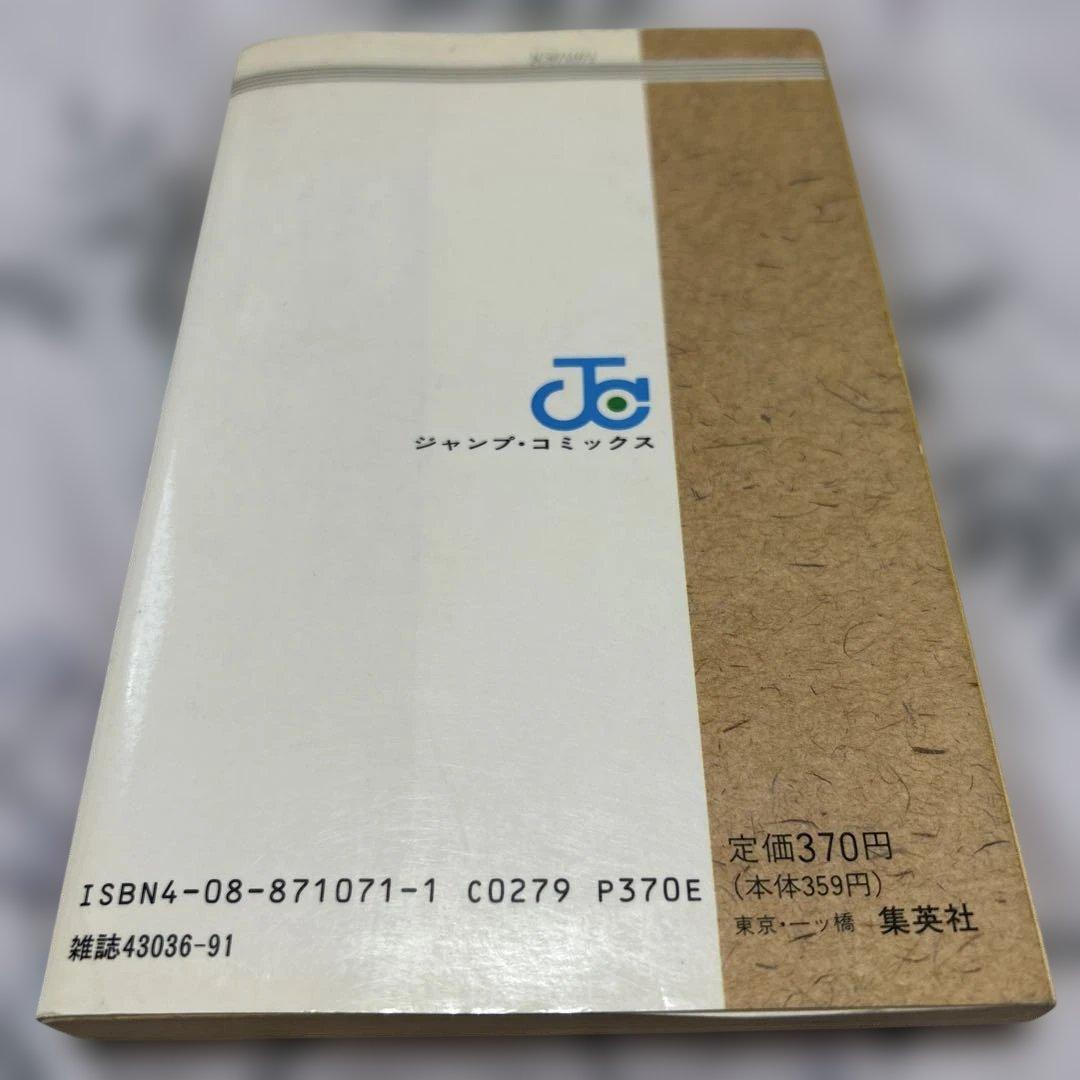 JC
ジャンプ・コミックス
定価370円
(本体359円)
東京・一ッ橋 集英社
ISBN4-08-871071-1 C0279 P370E
雑誌43036-91